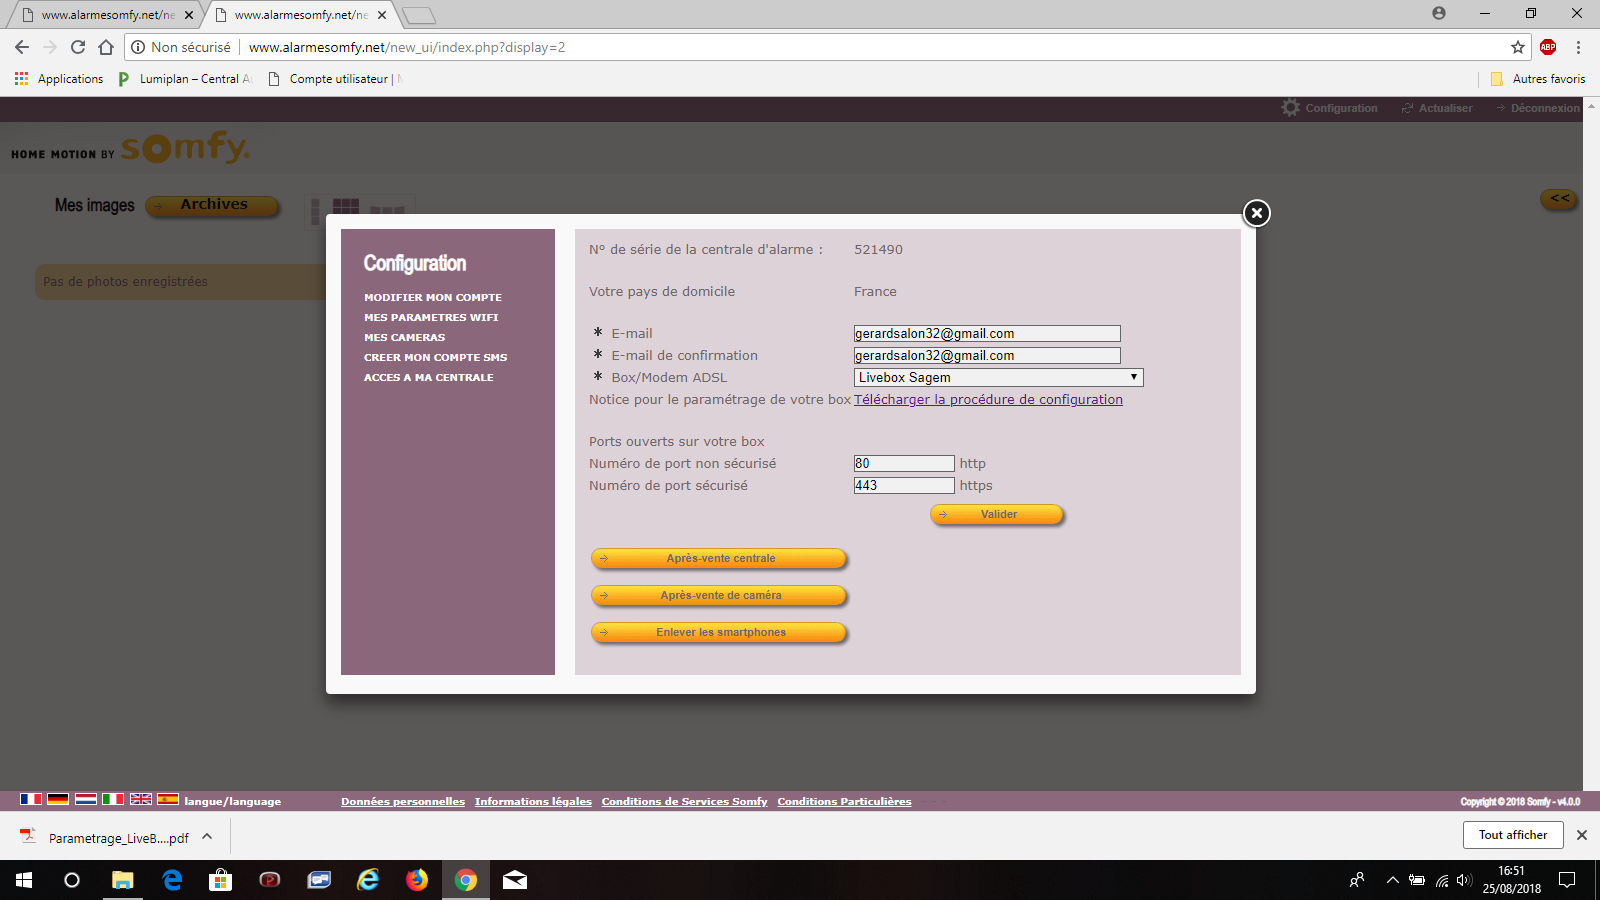 www.alarmesomfy.net/ne
www.alarmesomfy.net/ne
Non sécurisé
www.alarmesomfy.net/new_ui/index.php?display=2
ABP
Applications
Lumiplan – Central A
Compte utilisateur |
Autres favoris
Configuration
Actualiser
Déconnexion
HOME MOTION BY somfy.
Mes images
Archives
<<
Pas de photos enregistrées
Configuration
MODIFIER MON COMPTE
MES PARAMETRES WIFI
MES CAMERAS
CREER MON COMPTE SMS
ACCES A MA CENTRALE
N° de série de la centrale d'alarme : 521490
Votre pays de domicile France
* E-mail gerardsalon32@gmail.com
* E-mail de confirmation gerardsalon32@gmail.com
* Box/Modem ADSL Livebox Sagem
Notice pour le paramétrage de votre box Télécharger la procédure de configuration
Ports ouverts sur votre box
Numéro de port non sécurisé 80 http
Numéro de port sécurisé 443 https
Valider
Après-vente centrale
Après-vente de caméra
Enlever les smartphones
langue/language
Données personnelles Informations légales Conditions de Services Somfy Conditions Particulières
Copyright © 2018 Somfy - v4.0.0
Parametrage_LiveB....pdf
Tout afficher
16:51
25/08/2018